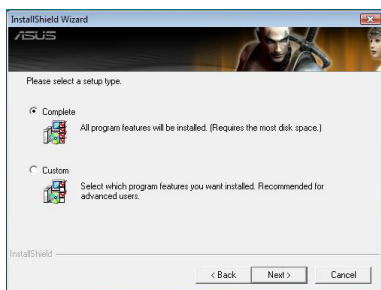 InstallShield Wizard
ASUS
Please select a setup type.
Complete
All program features will be installed. (Requires the most disk space.)
Custom
Select which program features you want installed. Recommended for
advanced users.
InstallShield
< Back
Next >
Cancel